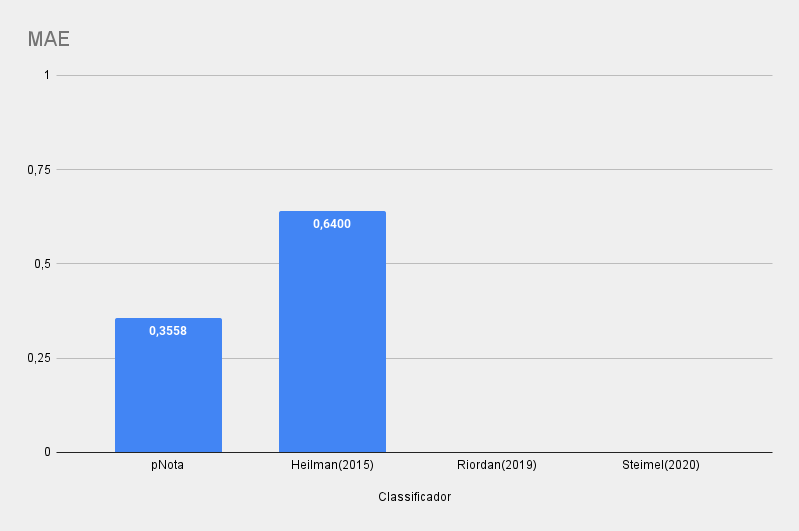 MAE
1
0,75
0,5
0,25
0
0,3558
0,6400
pNota
Heilman(2015)
Riordan(2019)
Steimel(2020)
Classificador